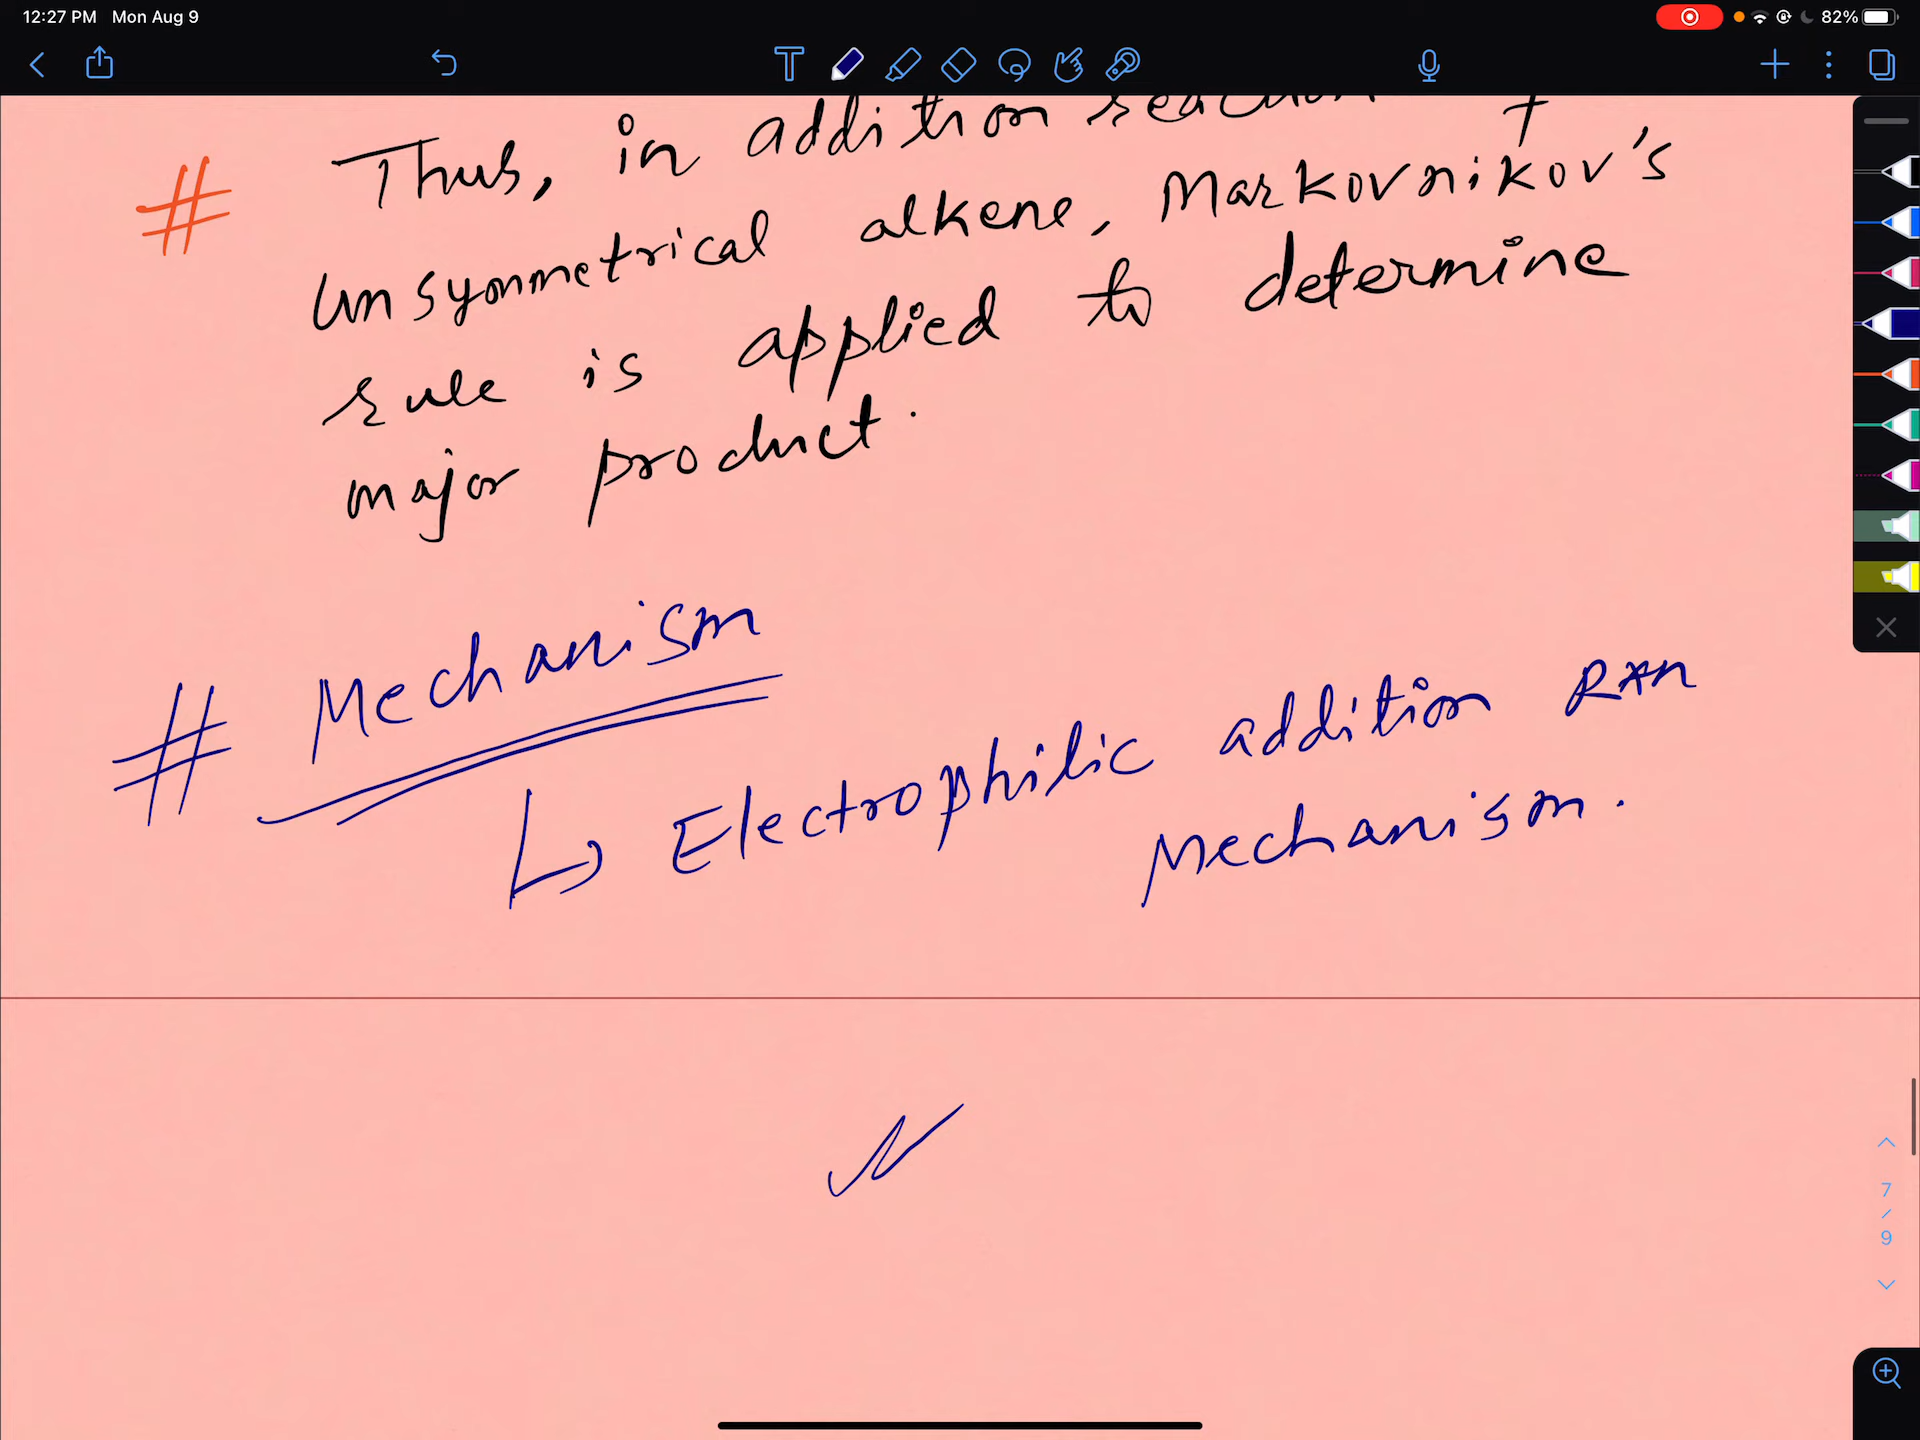 12:27 PM Mon Aug 9
82%
# Thus, in addition reaction
unsymmetrical alkene, Markovnikov's
rule is applied to determine
major product.
# Mechanism
↳ Electrophilic addition Rxn
Mechanism.
7
/
9